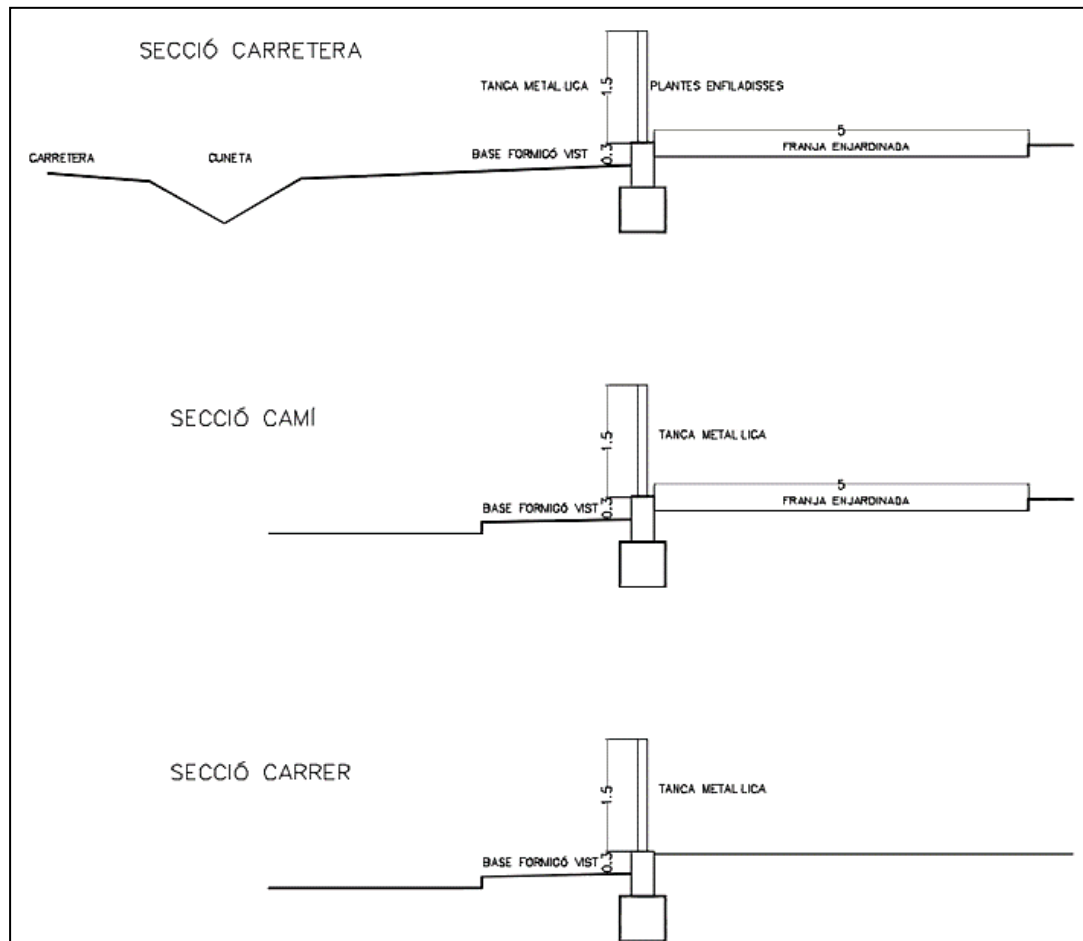 SECCIÓ CARRETERA
TANCA METAL.LICA
1.5
PLANTES ENFILADISSES
CARRETERA
CUNETA
BASE FORMIGÓ VIST
0.3
5
FRANJA ENJARDINADA
SECCIÓ CAMÍ
1.5
TANCA METAL.LICA
BASE FORMIGÓ VIST
0.3
5
FRANJA ENJARDINADA
SECCIÓ CARRER
1.5
TANCA METAL.LICA
BASE FORMIGÓ VIST
0.3